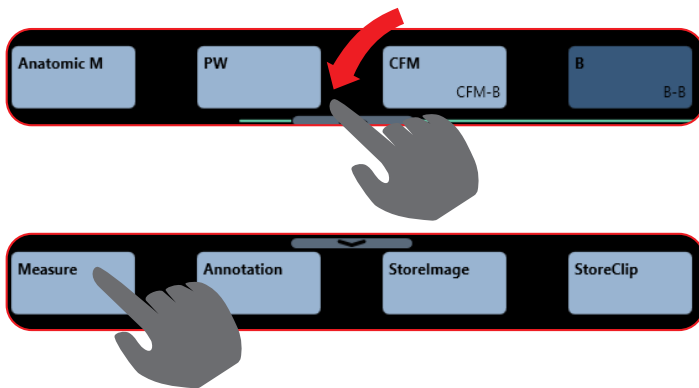 Anatomic M PW CFM B
CFM-B B-B
Measure Annotation StoreImage StoreClip